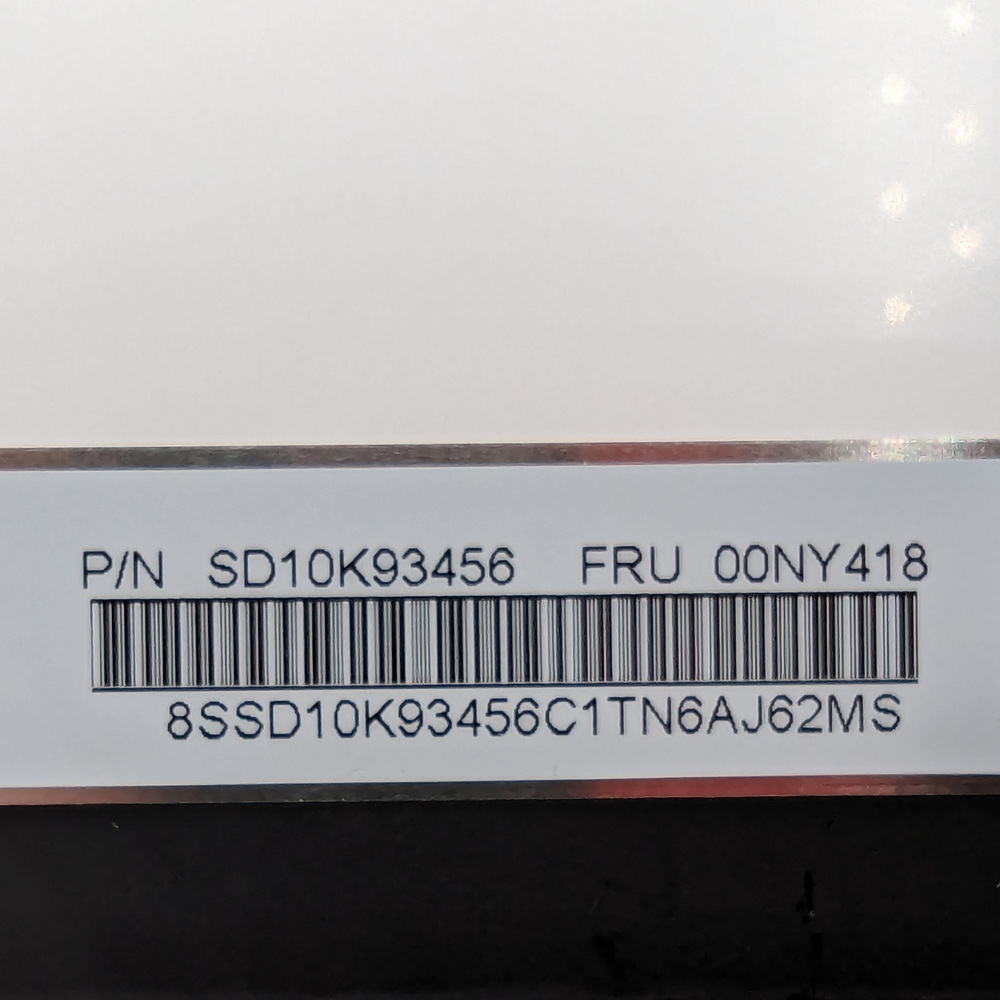 P/N SD10K93456 FRU 00NY418
8SSD10K93456C1TN6AJ62MS